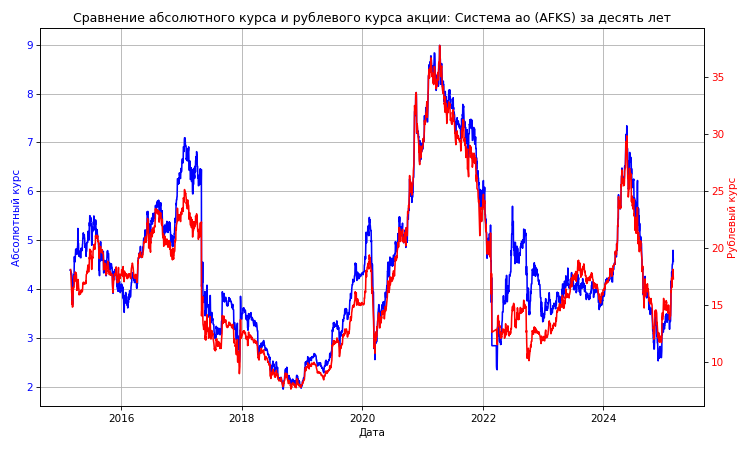 Сравнение абсолютного курса и рублевого курса акции: Система ао (AFKS) за десять лет
9
8
7
6
5
4
3
2
Абсолютный курс
35
30
25
20
15
10
Рублевый курс
2016 2018 2020 2022 2024
Дата